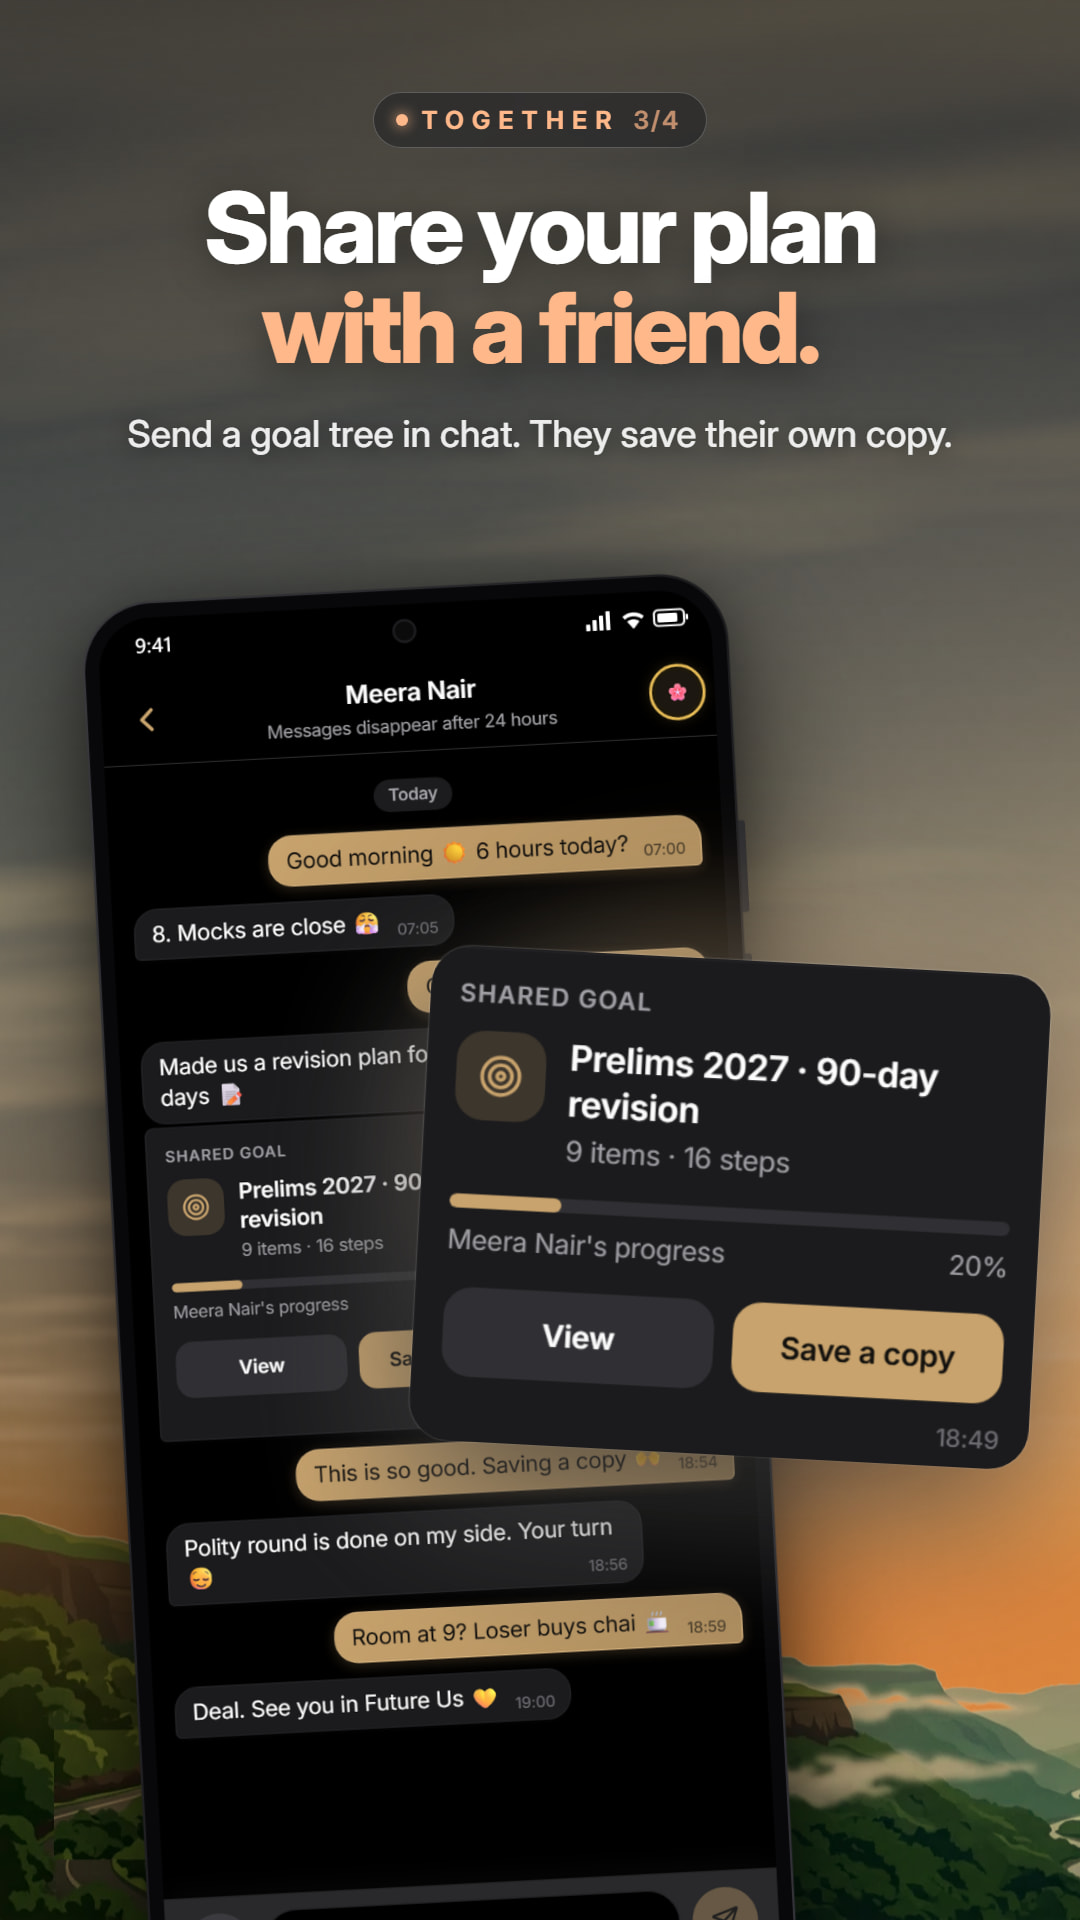 TOGETHER 3/4
Share your plan
with a friend.
Send a goal tree in chat. They save their own copy.
9:41
Meera Nair
Messages disappear after 24 hours
Today
Good morning ☀️ 6 hours today? 07:00
8. Mocks are close 😤 07:05
Made us a revision plan fo
days 📝
SHARED GOAL
Prelims 2027 · 90
revision
9 items · 16 steps
Meera Nair's progress
View
Sa
SHARED GOAL
Prelims 2027 · 90-day
revision
9 items · 16 steps
Meera Nair's progress 20%
View
Save a copy
18:49
This is so good. Saving a copy 🙌 18:54
Polity round is done on my side. Your turn
😌 18:56
Room at 9? Loser buys chai ☕ 18:59
Deal. See you in Future Us 💛 19:00